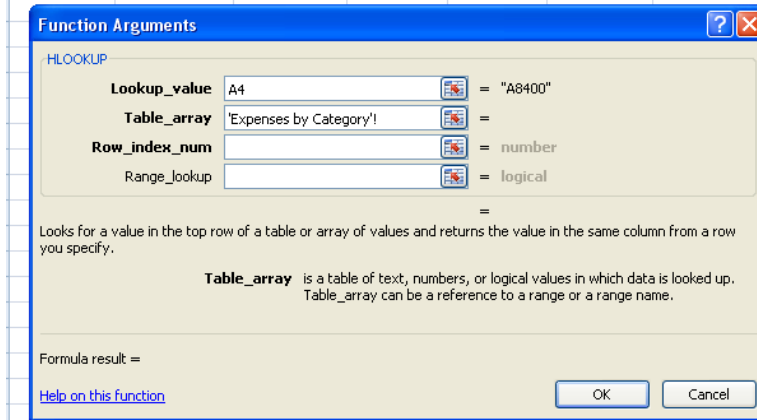 Function Arguments
HLOOKUP
Lookup_value A4 = "A8400"
Table_array 'Expenses by Category'! =
Row_index_num = number
Range_lookup = logical
=
Looks for a value in the top row of a table or array of values and returns the value in the same column from a row
you specify.
Table_array is a table of text, numbers, or logical values in which data is looked up.
Table_array can be a reference to a range or a range name.
Formula result =
Help on this function OK Cancel